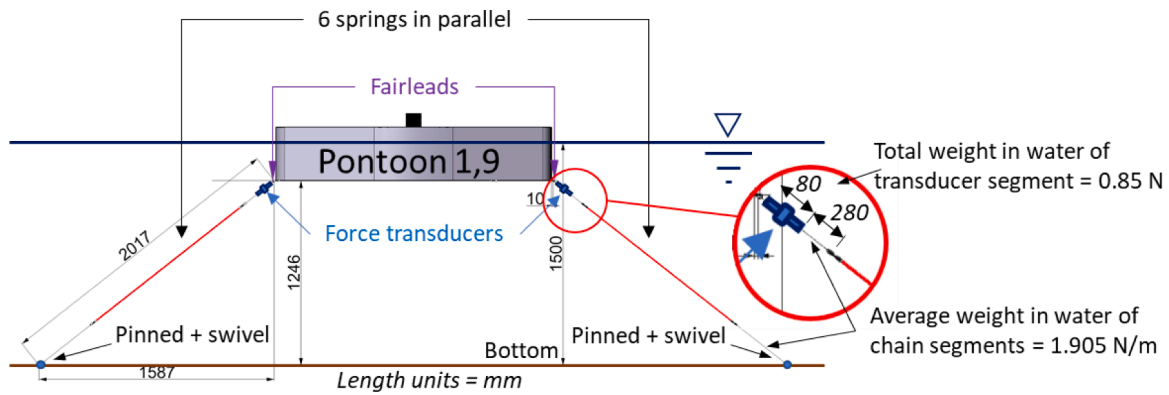 6 springs in parallel
Fairleads
Pontoon 1,9
Total weight in water of
transducer segment = 0.85 N
80
280
10
2017
Force transducers
1246
1500
Pinned + swivel
Pinned + swivel
Average weight in water of
chain segments = 1.905 N/m
Bottom
1587
Length units = mm